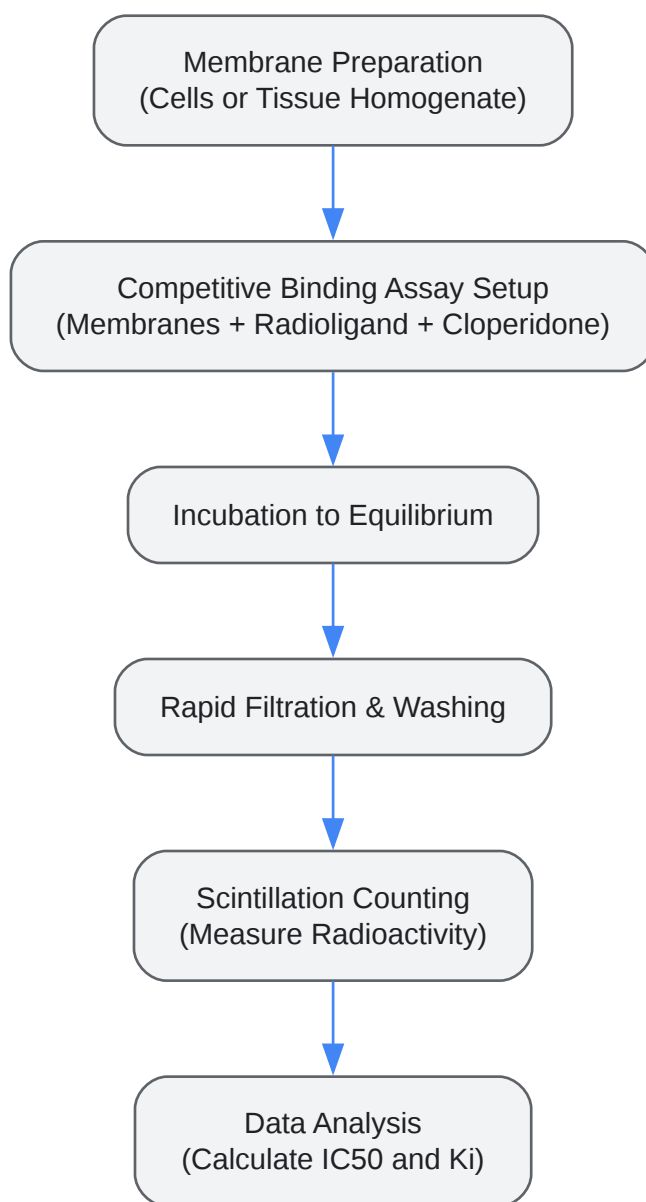 Membrane Preparation
(Cells or Tissue Homogenate)
Competitive Binding Assay Setup
(Membranes + Radioligand + Cloperidone)
Incubation to Equilibrium
Rapid Filtration & Washing
Scintillation Counting
(Measure Radioactivity)
Data Analysis
(Calculate IC50 and Ki)